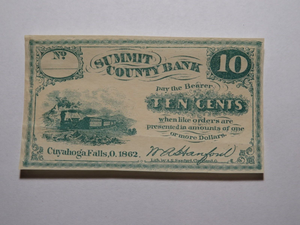 No
SUMMIT
COUNTY BANK
10
pay the Bearer
TEN CENTS
when like orders are
presented in amounts of one
or more Dollars.
Cuyahoga Falls, O. 1862.